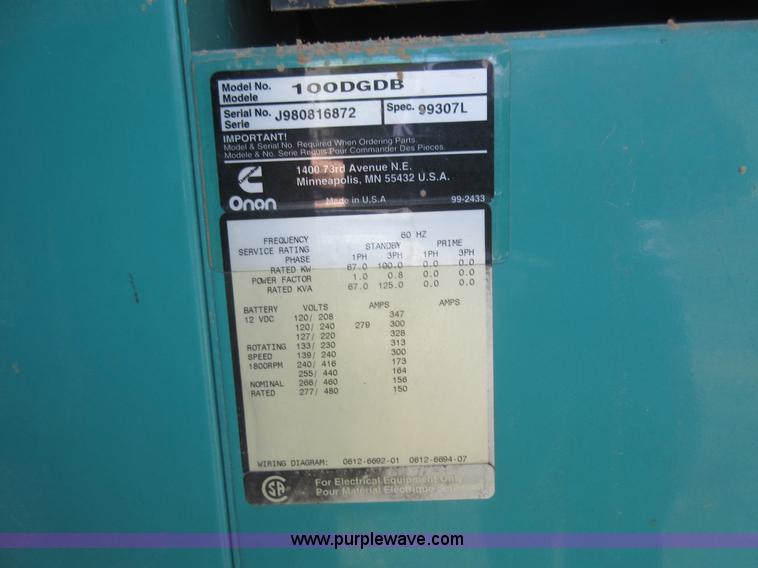 Model No. 100DGDB
Modele
Serial No. J980816872 Spec. 99307L
Serie
IMPORTANT!
Model & Serial No. Required When Ordering Parts
Modele & No. Serie Requis Pour Commander Des Pieces.
1400 73rd Avenue N.E.
Minneapolis, MN 55432 U.S.A.
Onan Made in U.S.A 99-2433
FREQUENCY 60 HZ
SERVICE RATING STANDBY PRIME
PHASE 1PH 3PH 1PH 3PH
RATED KW 67.0 100.0 0.0 0.0
POWER FACTOR 1.0 0.8 0.0 0.0
RATED KVA 67.0 125.0 0.0 0.0
BATTERY VOLTS AMPS AMPS
12 VDC 120/ 208 347
120/ 240 279 300
127/ 220 328
ROTATING 133/ 230 313
SPEED 139/ 240 300
1800RPM 240/ 416 173
255/ 440 164
NOMINAL 266/ 460 156
RATED 277/ 480 150
WIRING DIAGRAM: 0612-6692-01 0612-6694-07
CSA For Electrical Equipment Only
Pour Material Electrique
www.purplewave.com